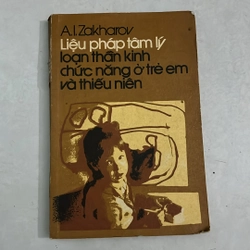 A.I. Zakharov
Liệu pháp tâm lý
loạn thần kinh
chức năng ở trẻ em
và thiếu niên